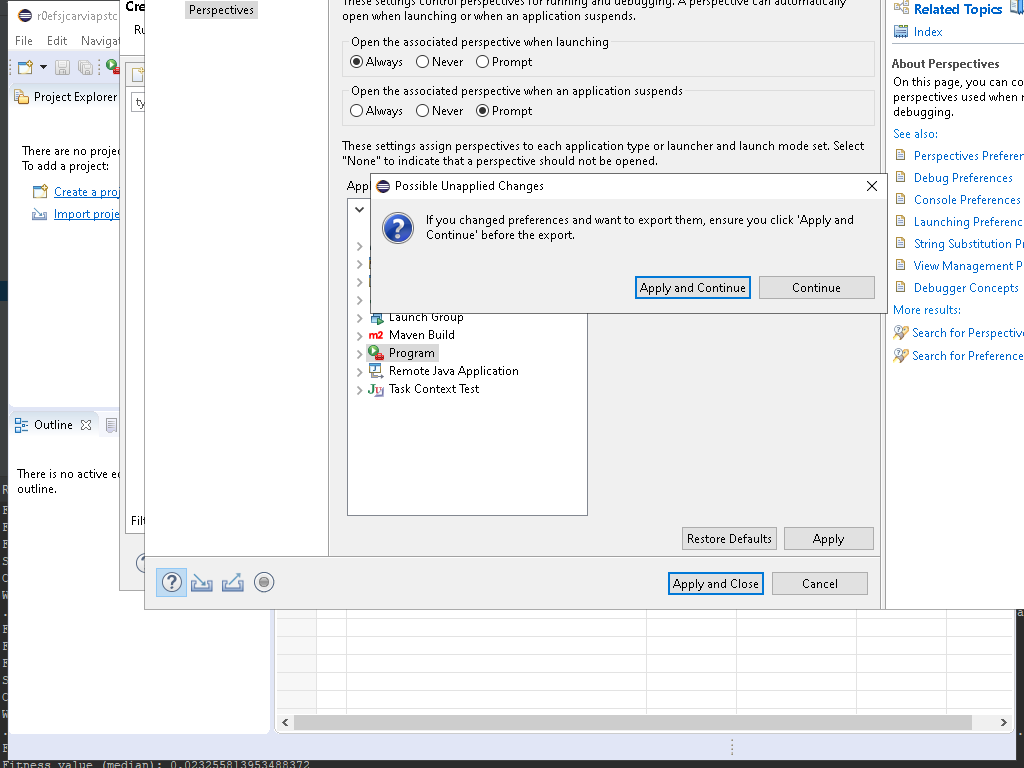 r0efsjcarviapstc
File Edit Navigat
Project Explorer
There are no proje
To add a project:
Create a proj
Import proje
Outline
There is no active ed
outline.
Cre
Ru
ty
Filt
Perspectives
These settings control perspectives for running and debugging. A perspective can automatically
open when launching or when an application suspends.
Open the associated perspective when launching
Always Never Prompt
Open the associated perspective when an application suspends
Always Never Prompt
These settings assign perspectives to each application type or launcher and launch mode set. Select
"None" to indicate that a perspective should not be opened.
Appl
Possible Unapplied Changes
If you changed preferences and want to export them, ensure you click 'Apply and
Continue' before the export.
Apply and Continue Continue
Launch Group
m2 Maven Build
Program
Remote Java Application
Ju Task Context Test
Restore Defaults Apply
Apply and Close Cancel
Related Topics
Index
About Perspectives
On this page, you can co
perspectives used when r
debugging.
See also:
Perspectives Preferen
Debug Preferences
Console Preferences
Launching Preferenc
String Substitution Pr
View Management P
Debugger Concepts
More results:
Search for Perspective
Search for Preference
Fitness value (median): 0.023255813953488372